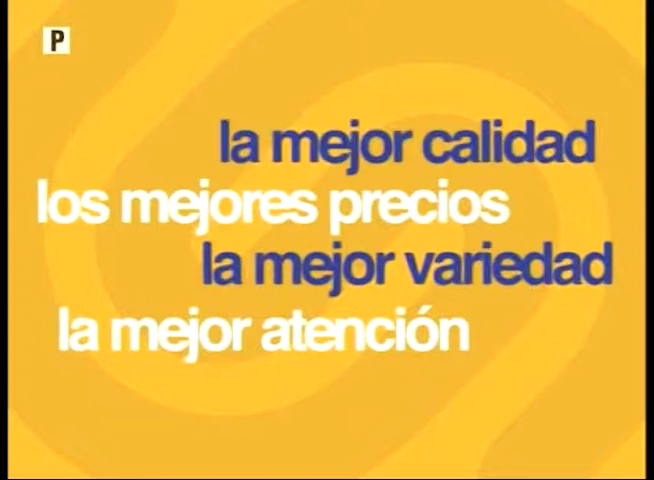 P
la mejor calidad
los mejores precios
la mejor variedad
la mejor atención